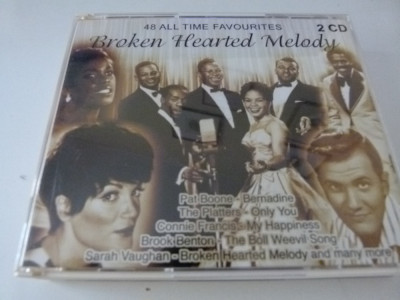 48 ALL TIME FAVOURITES
2 CD
Broken Hearted Melody
Pat Boone - Bernadine
The Platters - Only You
Connie Francis - My Happiness
Brook Benton - The Boll Weevil Song
Sarah Vaughan - Broken Hearted Melody and many more